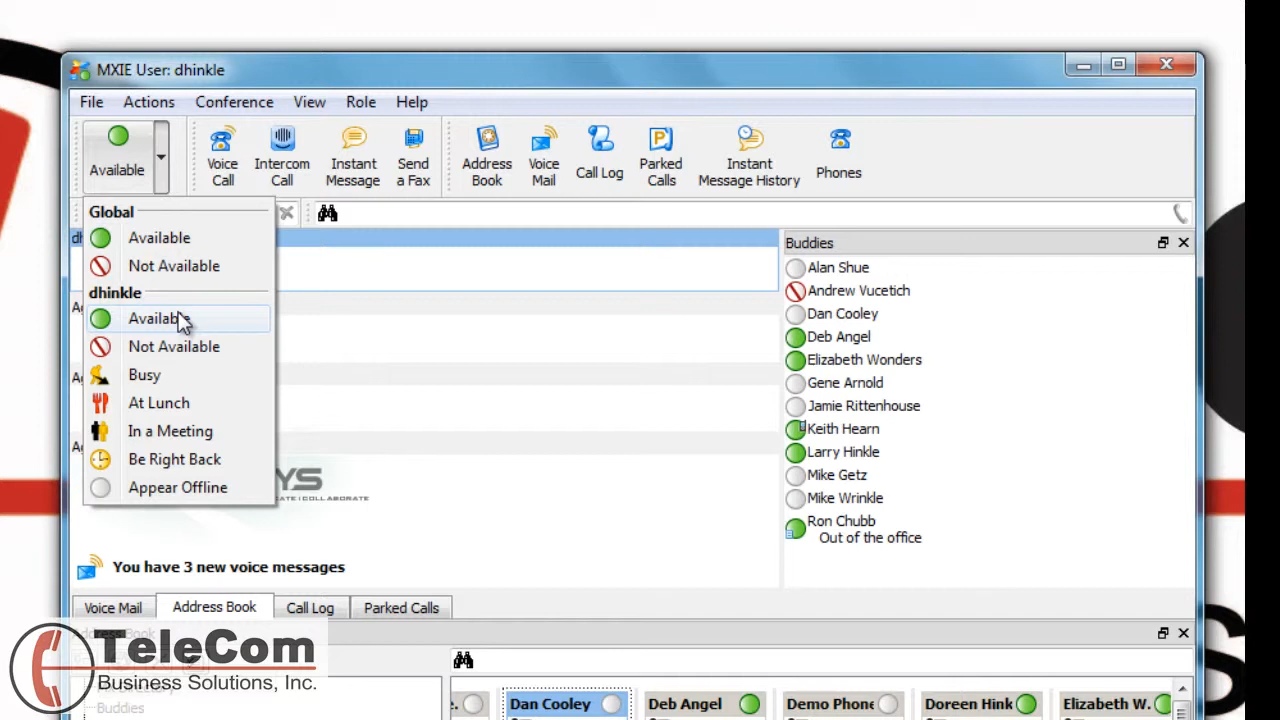 MXIE User: dhinkle
File Actions Conference View Role Help
Available
Voice Call
Intercom Call
Instant Message
Send a Fax
Address Book
Voice Mail
Call Log
Parked Calls
Instant Message History
Phones
Global
Available
Not Available
dhinkle
Available
Not Available
Busy
At Lunch
In a Meeting
Be Right Back
Appear Offline
Buddies
Alan Shue
Andrew Vucetich
Dan Cooley
Deb Angel
Elizabeth Wonders
Gene Arnold
Jamie Rittenhouse
Keith Hearn
Larry Hinkle
Mike Getz
Mike Wrinkle
Ron Chubb
Out of the office
You have 3 new voice messages
Voice Mail Address Book Call Log Parked Calls
Address Book
TeleCom
Business Solutions, Inc.
Buddies
Dan Cooley Deb Angel Demo Phone Doreen Hink Elizabeth W.